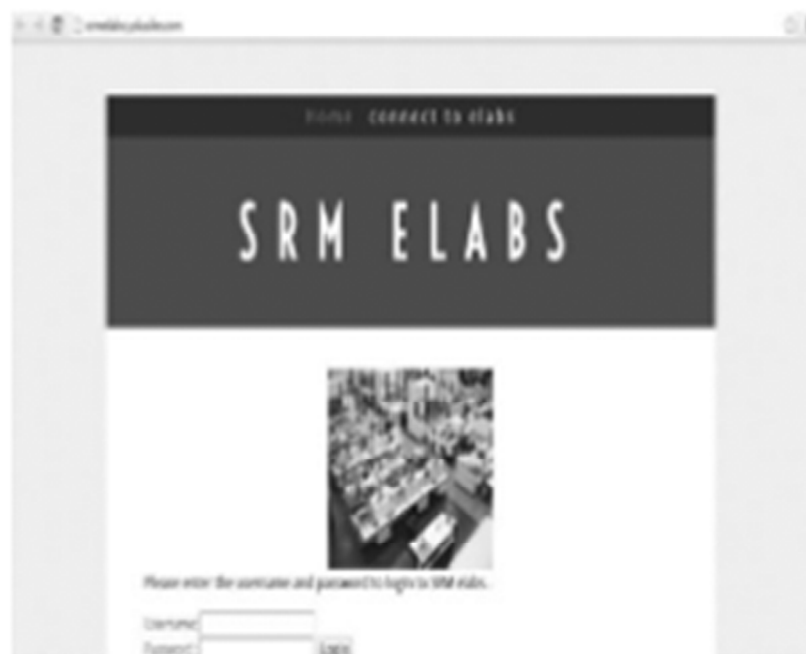 Home connect to elabs
SRM ELABS
Please enter the username and password to login to SRM elabs.
Username
Password Login